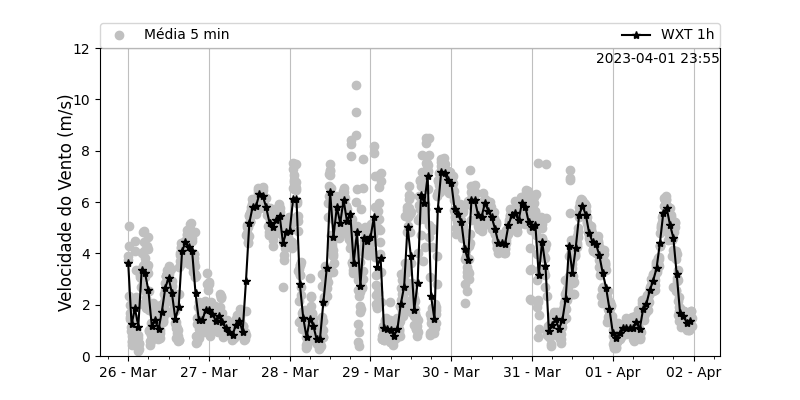 Média 5 min
WXT 1h
2023-04-01 23:55
Velocidade do Vento (m/s)
12
10
8
6
4
2
0
26 - Mar
27 - Mar
28 - Mar
29 - Mar
30 - Mar
31 - Mar
01 - Apr
02 - Apr